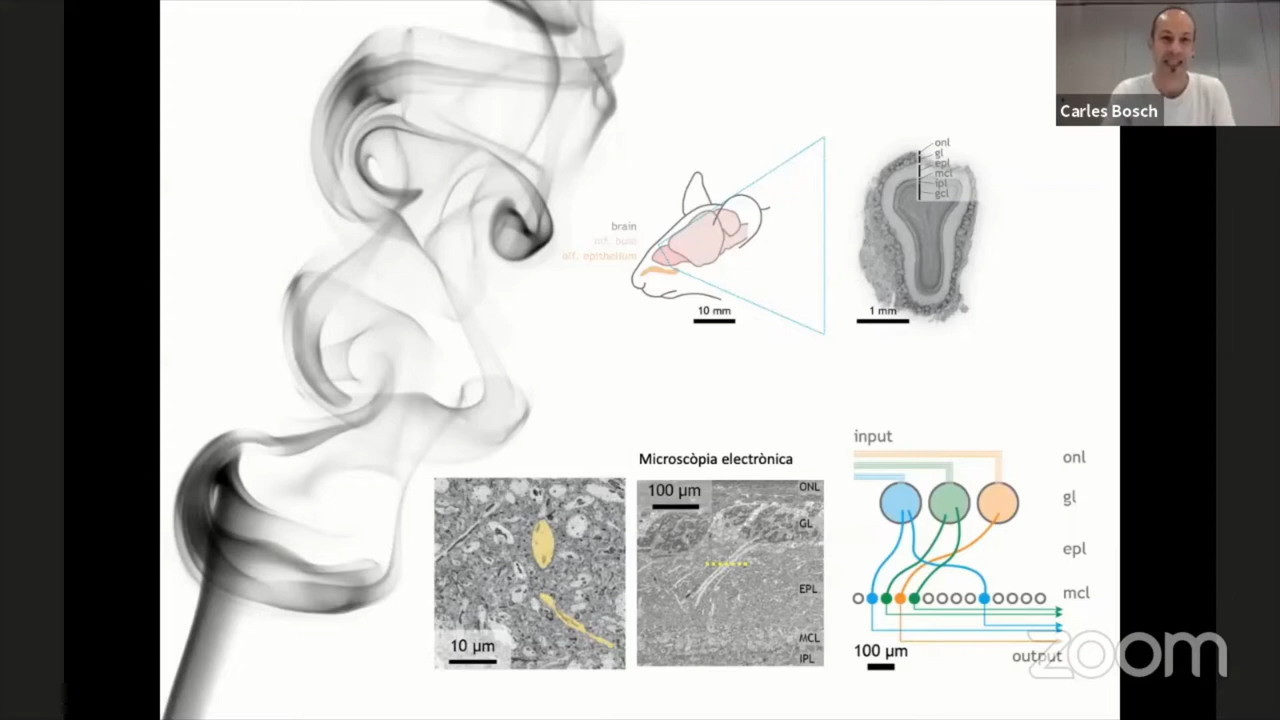 Carles Bosch
onl
gl
epl
mcl
ipl
gcl
brain
olf. bulb
olf. epithelium
10 mm
1 mm
Microscòpia electrònica
10 µm
100 µm
ONL
GL
EPL
MCL
IPL
input
onl
gl
epl
mcl
100 µm
output
zoom